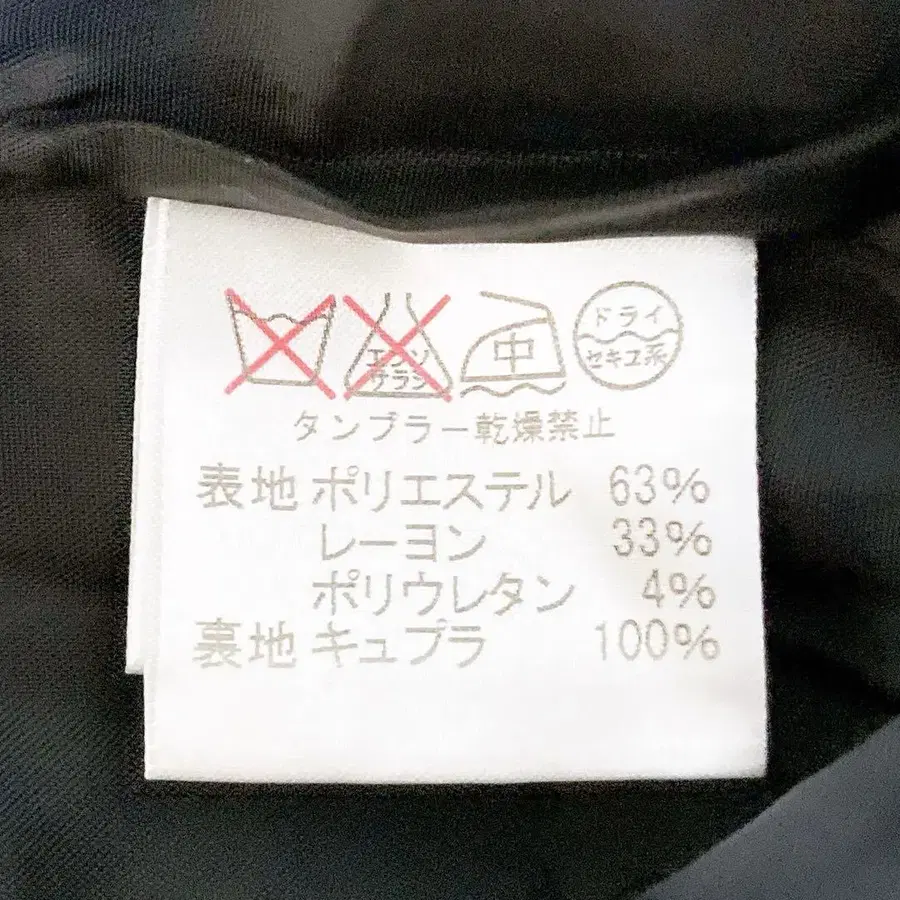 エンソ サラシ 中 ドライ セキユ系
タンブラー乾燥禁止
表地 ポリエステル 63%
レーヨン 33%
ポリウレタン 4%
裏地 キュプラ 100%